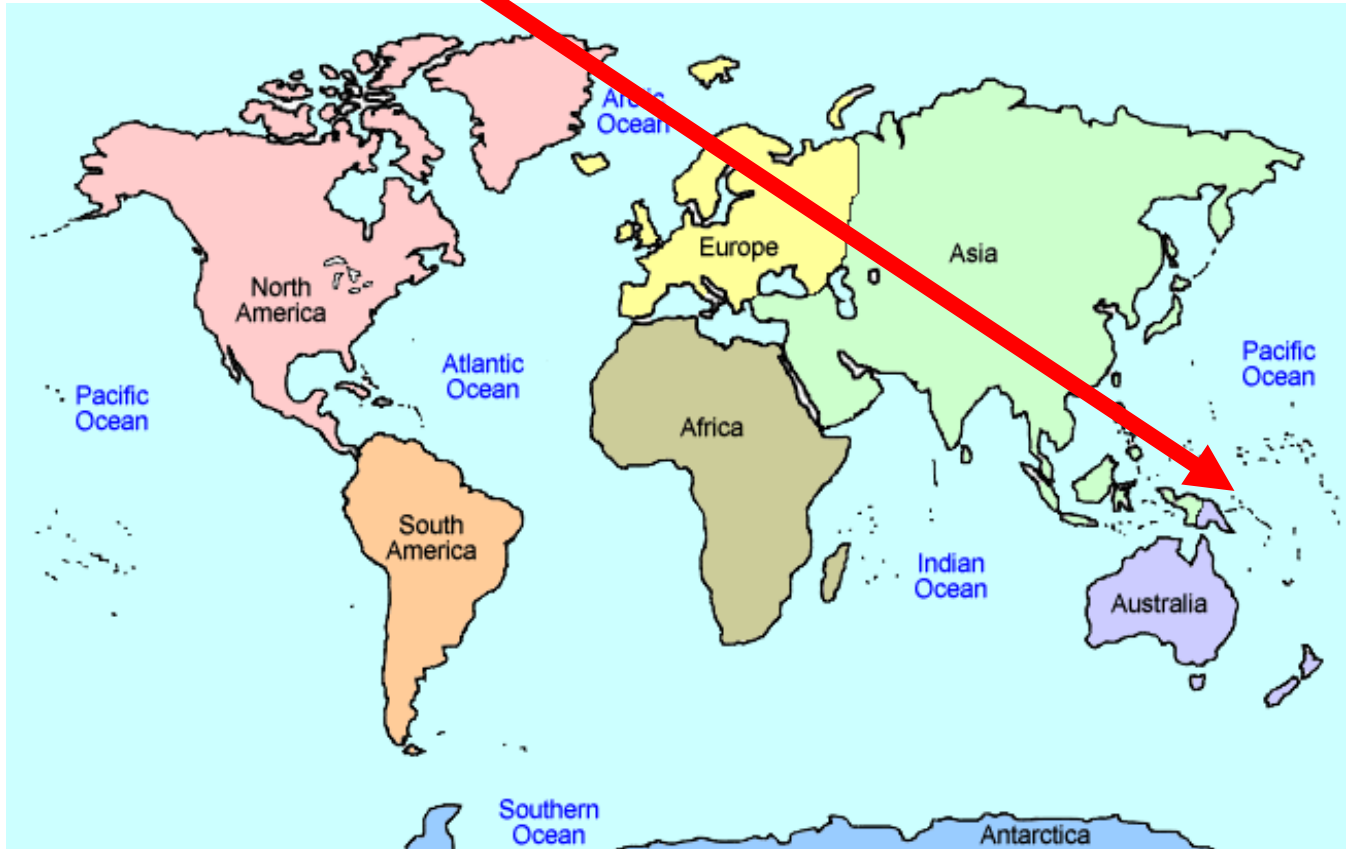 Arctic
Ocean
Europe
Asia
North
America
Atlantic
Ocean
Pacific
Ocean
Pacific
Ocean
Africa
South
America
Indian
Ocean
Australia
Southern
Ocean
Antarctica